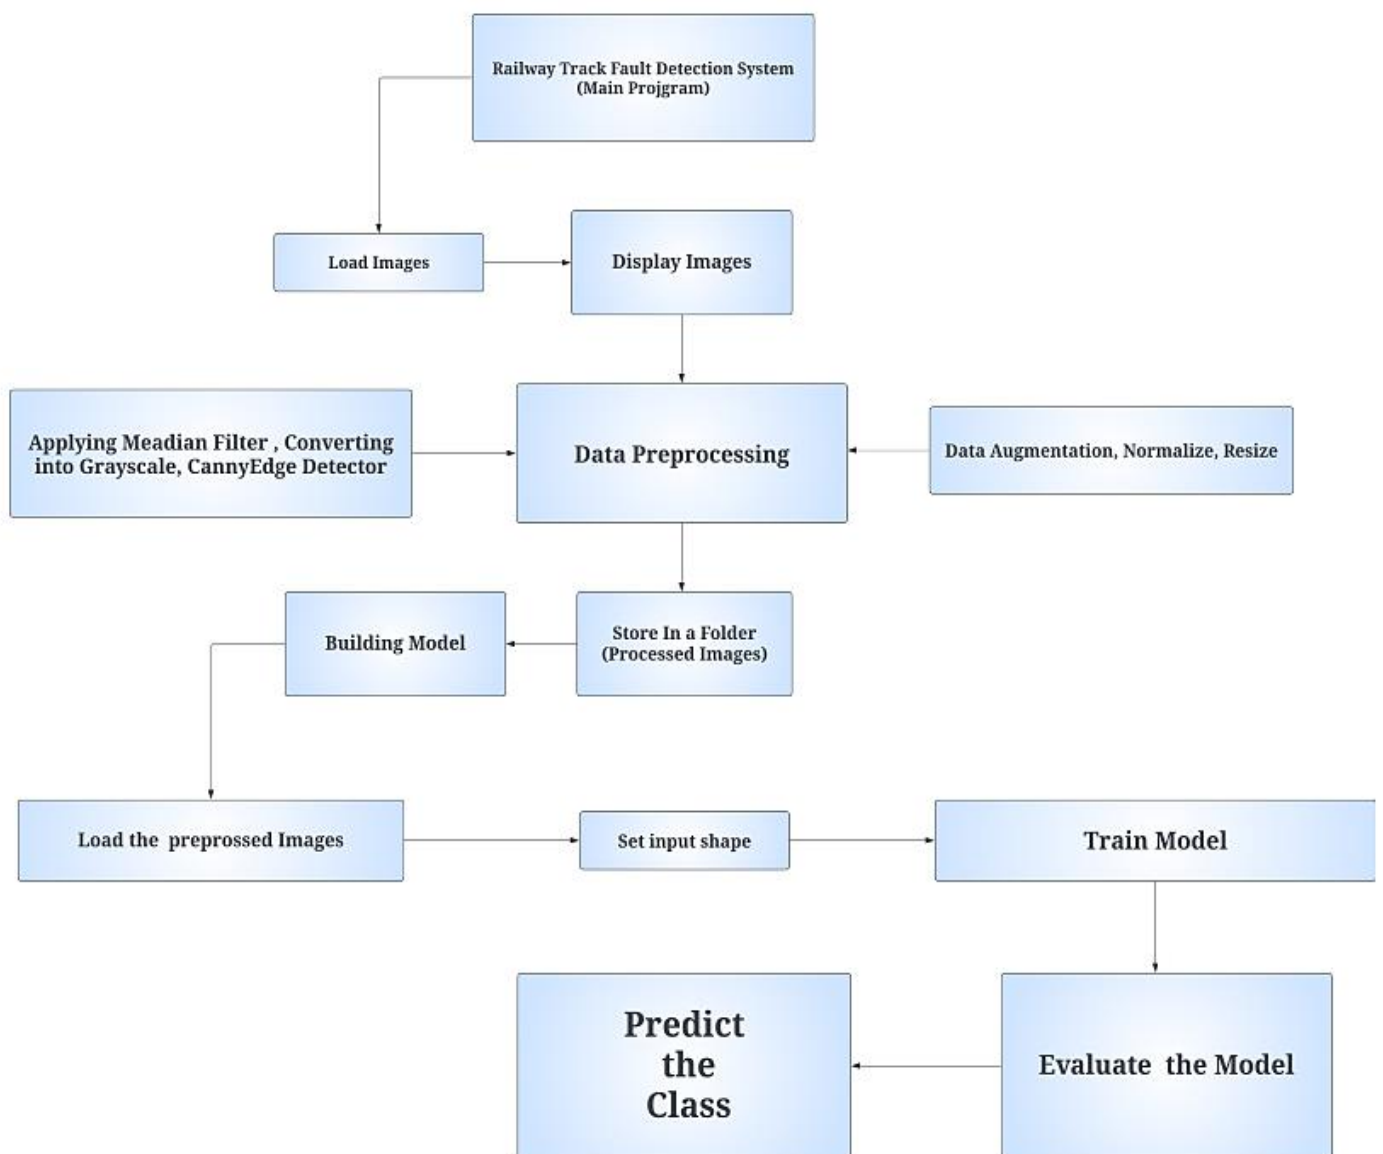 Railway Track Fault Detection System
(Main Projgram)
Load Images
Display Images
Applying Meadian Filter , Converting
into Grayscale, CannyEdge Detector
Data Preprocessing
Data Augmentation, Normalize, Resize
Building Model
Store In a Folder
(Processed Images)
Load the  preprossed Images
Set input shape
Train Model
Predict
the
Class
Evaluate  the Model